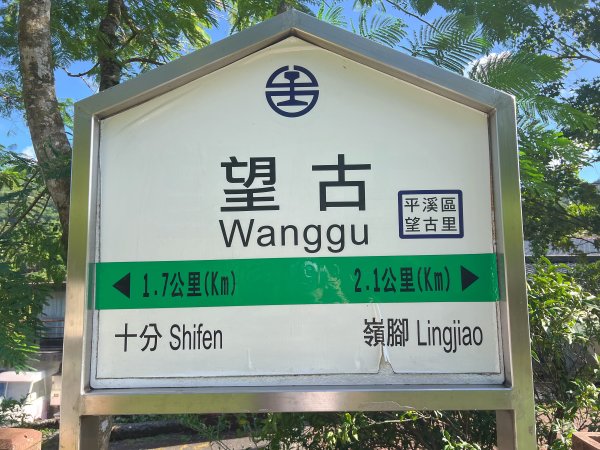 望古
Wanggu
平溪區
望古里
◀ 1.7公里(Km)
2.1公里(Km) ▶
十分 Shifen
嶺腳 Lingjiao